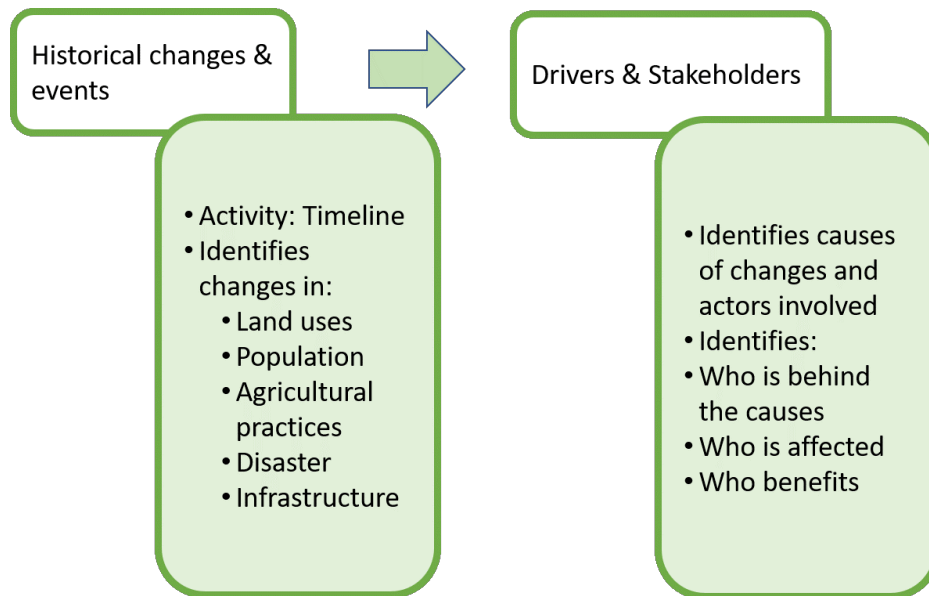 Historical changes &
events
• Activity: Timeline
• Identifies
changes in:
• Land uses
• Population
• Agricultural
practices
• Disaster
• Infrastructure
Drivers & Stakeholders
• Identifies causes
of changes and
actors involved
• Identifies:
• Who is behind
the causes
• Who is affected
• Who benefits